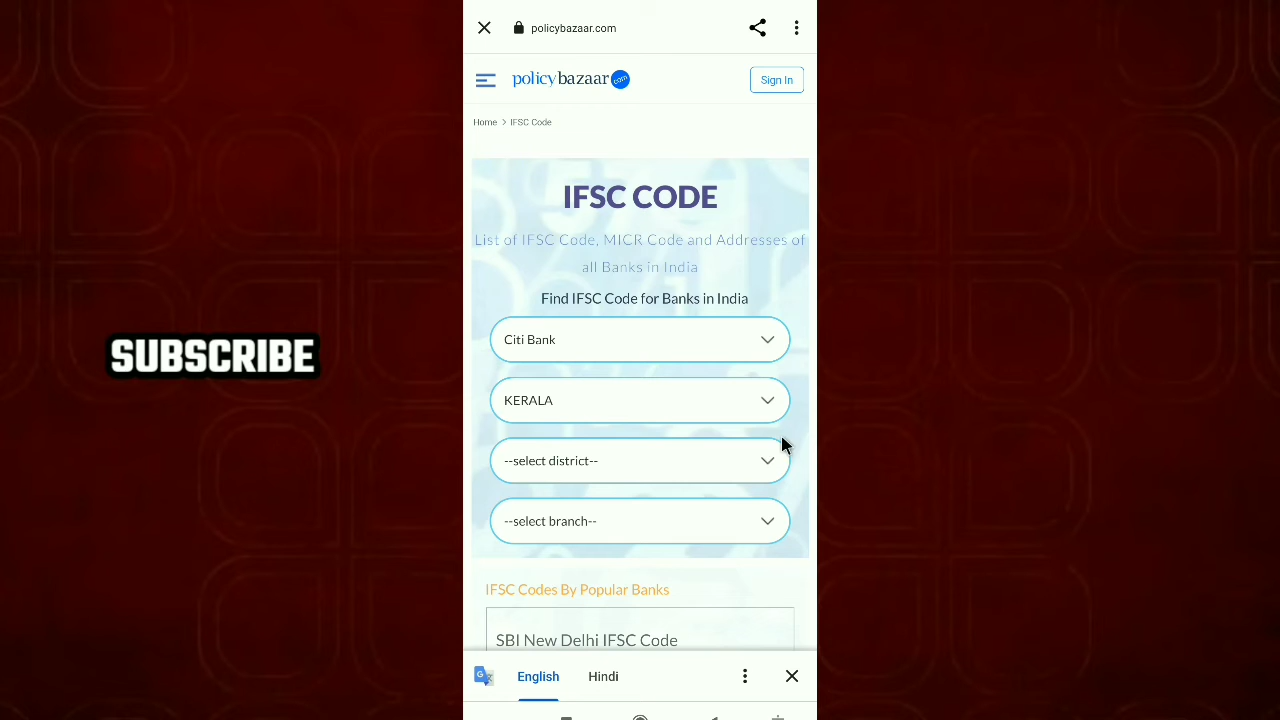 policybazaar.com
policybazaar com
Sign In
Home > IFSC Code
IFSC CODE
List of IFSC Code, MICR Code and Addresses of
all Banks in India
Find IFSC Code for Banks in India
Citi Bank
KERALA
--select district--
--select branch--
SUBSCRIBE
IFSC Codes By Popular Banks
SBI New Delhi IFSC Code
English Hindi